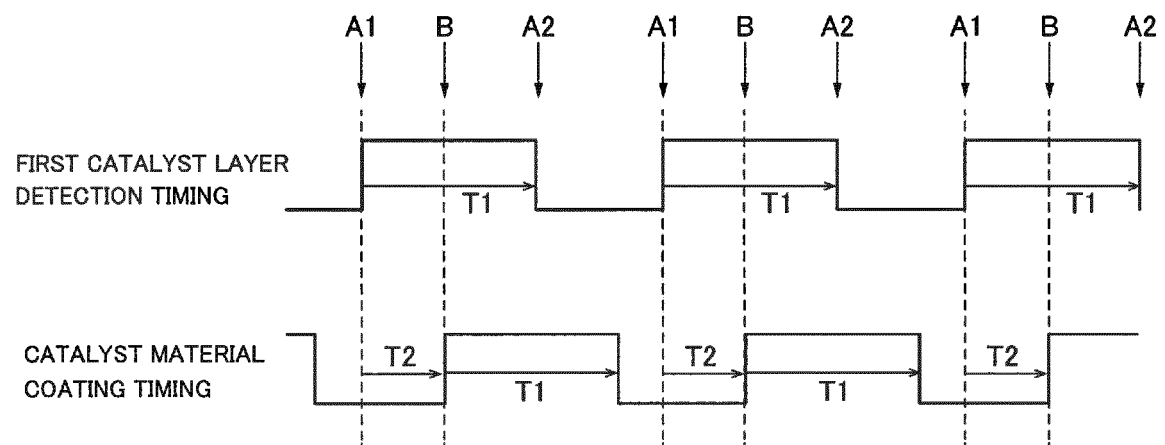 A1 B A2 A1 B A2 A1 B A2
FIRST CATALYST LAYER
DETECTION TIMING
T1 T1 T1
CATALYST MATERIAL
COATING TIMING
T2 T2 T2
T1 T1